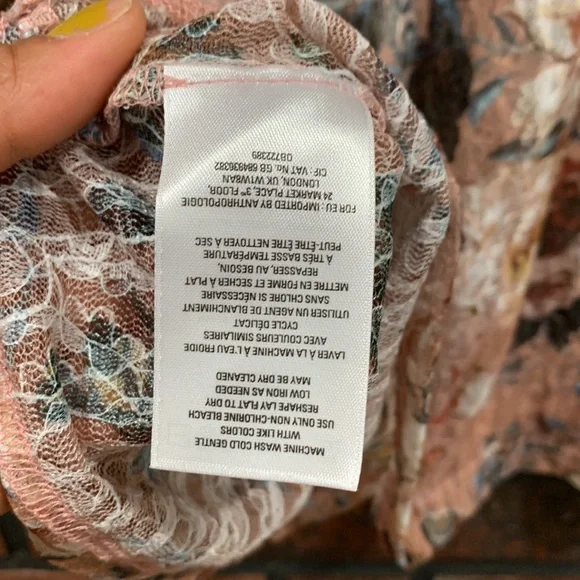 MACHINE WASH COLD GENTLE
WITH LIKE COLORS
USE ONLY NON-CHLORINE BLEACH
RESHAPE LAY FLAT TO DRY
LOW IRON AS NEEDED
MAY BE DRY CLEANED
LAVER À LA MACHINE À L'EAU FROIDE
AVEC COULEURS SIMILAIRES
CYCLE DÉLICAT
UTILISER UN AGENT DE BLANCHIMENT
SANS CHLORE SI NÉCESSAIRE
METTRE EN FORME ET SÉCHER À PLAT
REPASSER, AU BESOIN,
À TRÈS BASSE TEMPÉRATURE
PEUT-ÊTRE NETTOYER À SEC
FOR EU : IMPORTED BY ANTHROPOLOGIE
24 MARKET PLACE, 3RD FLOOR,
LONDON, UK W1W8AN
CIF : VAT No. GB 684936382
OB722389